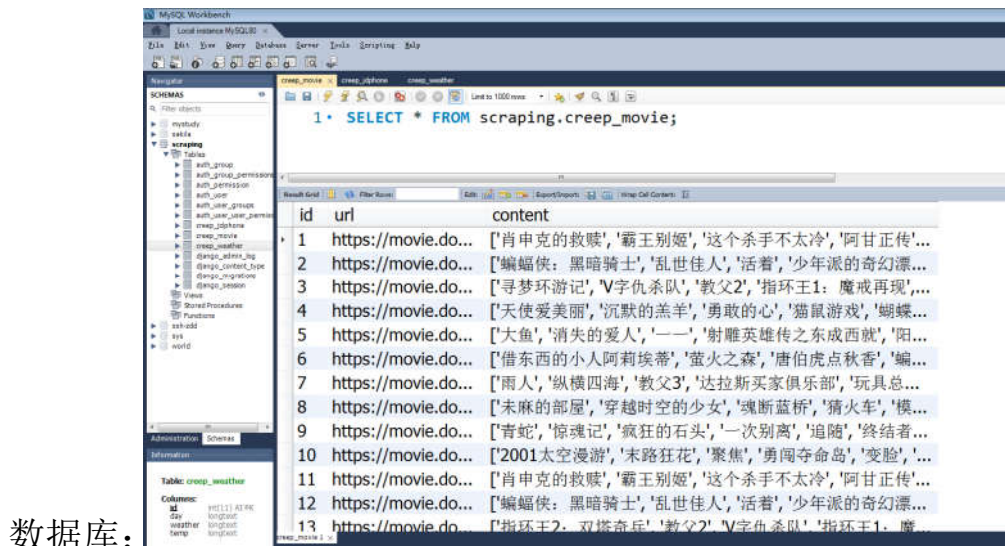 MySQL Workbench
Local instance MySQL80
File Edit View Query Database Server Tools Scripting Help
Navigator
SCHEMAS
Filter objects
mystudy
sakila
scraping
Tables
auth_group
auth_group_permissions
auth_permission
auth_user
auth_user_groups
auth_user_user_permiss
creep_jdphone
creep_movie
creep_weather
django_admin_log
django_content_type
django_migrations
django_session
Views
Stored Procedures
Functions
ssh-zdd
sys
world
Administration Schemas
Information
Table: creep_weather
Columns:
id int(11) AI PK
day longtext
weather longtext
temp longtext
creep_movie creep_jdphone creep_weather
Limit to 1000 rows
1 SELECT * FROM scraping.creep_movie;
Result Grid Filter Rows: Edit: Export/Import: Wrap Cell Content:
id url content
1 https://movie.do... ['肖申克的救赎', '霸王别姬', '这个杀手不太冷', '阿甘正传'...
2 https://movie.do... ['蝙蝠侠：黑暗骑士', '乱世佳人', '活着', '少年派的奇幻漂...
3 https://movie.do... ['寻梦环游记', 'V字仇杀队', '教父2', '指环王1：魔戒再现',...
4 https://movie.do... ['天使爱美丽', '沉默的羔羊', '勇敢的心', '猫鼠游戏', '蝴蝶...
5 https://movie.do... ['大鱼', '消失的爱人', '一一', '射雕英雄传之东成西就', '阳...
6 https://movie.do... ['借东西的小人阿莉埃蒂', '萤火之森', '唐伯虎点秋香', '蝙...
7 https://movie.do... ['雨人', '纵横四海', '教父3', '达拉斯买家俱乐部', '玩具总...
8 https://movie.do... ['未麻的部屋', '穿越时空的少女', '魂断蓝桥', '猜火车', '模...
9 https://movie.do... ['青蛇', '惊魂记', '疯狂的石头', '一次别离', '追随', '终结者...
10 https://movie.do... ['2001太空漫游', '末路狂花', '聚焦', '勇闯夺命岛', '变脸', '...
11 https://movie.do... ['肖申克的救赎', '霸王别姬', '这个杀手不太冷', '阿甘正传'...
12 https://movie.do... ['蝙蝠侠：黑暗骑士', '乱世佳人', '活着', '少年派的奇幻漂...
13 https://movie.do... ['指环王2：双塔奇兵', '教父2', 'V字仇杀队', '指环王1：魔...
creep_movie 1
数据库：